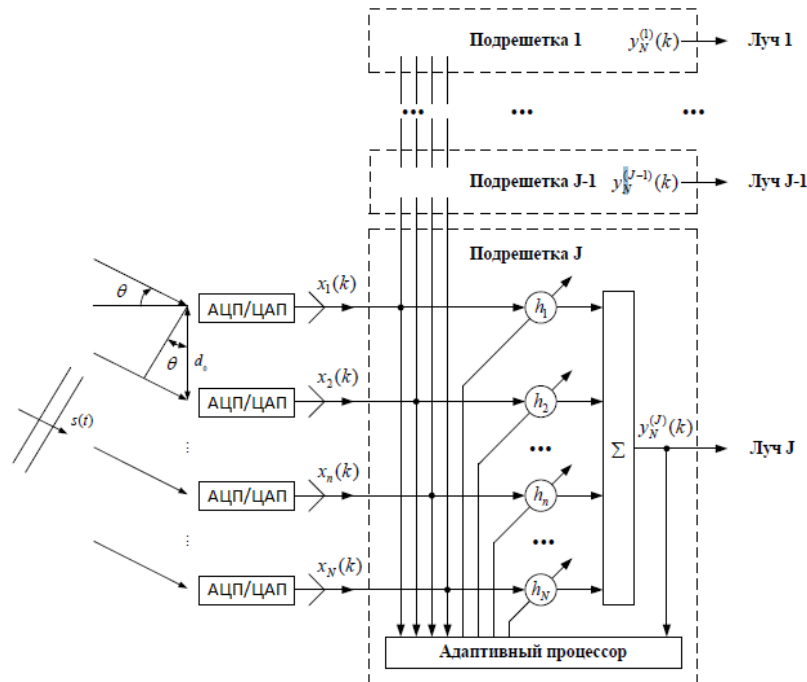 Подрешетка 1
y_N^(1)(k)
Луч 1
...
...
...
Подрешетка J-1
y_N^(J-1)(k)
Луч J-1
Подрешетка J
θ
АЦП/ЦАП
x_1(k)
h_1
θ
d_0
s(t)
АЦП/ЦАП
x_2(k)
h_2
...
Σ
y_N^(J)(k)
Луч J
АЦП/ЦАП
x_n(k)
h_n
...
АЦП/ЦАП
x_N(k)
h_N
Адаптивный процессор